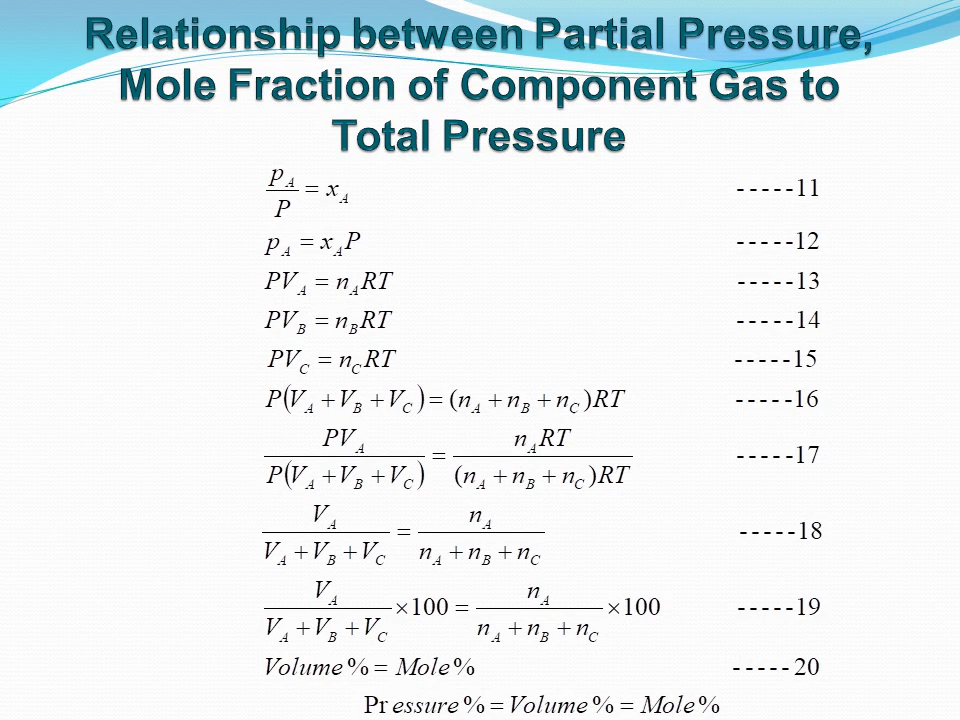 Relationship between Partial Pressure,
Mole Fraction of Component Gas to
Total Pressure
p_A / P = x_A -----11
p_A = x_A P -----12
PV_A = n_A RT -----13
PV_B = n_B RT -----14
PV_C = n_C RT -----15
P(V_A + V_B + V_C) = (n_A + n_B + n_C)RT -----16
PV_A / P(V_A + V_B + V_C) = n_A RT / (n_A + n_B + n_C)RT -----17
V_A / V_A + V_B + V_C = n_A / n_A + n_B + n_C -----18
V_A / V_A + V_B + V_C ×100 = n_A / n_A + n_B + n_C ×100 -----19
Volume% = Mole% -----20
Pr essure% = Volume% = Mole%